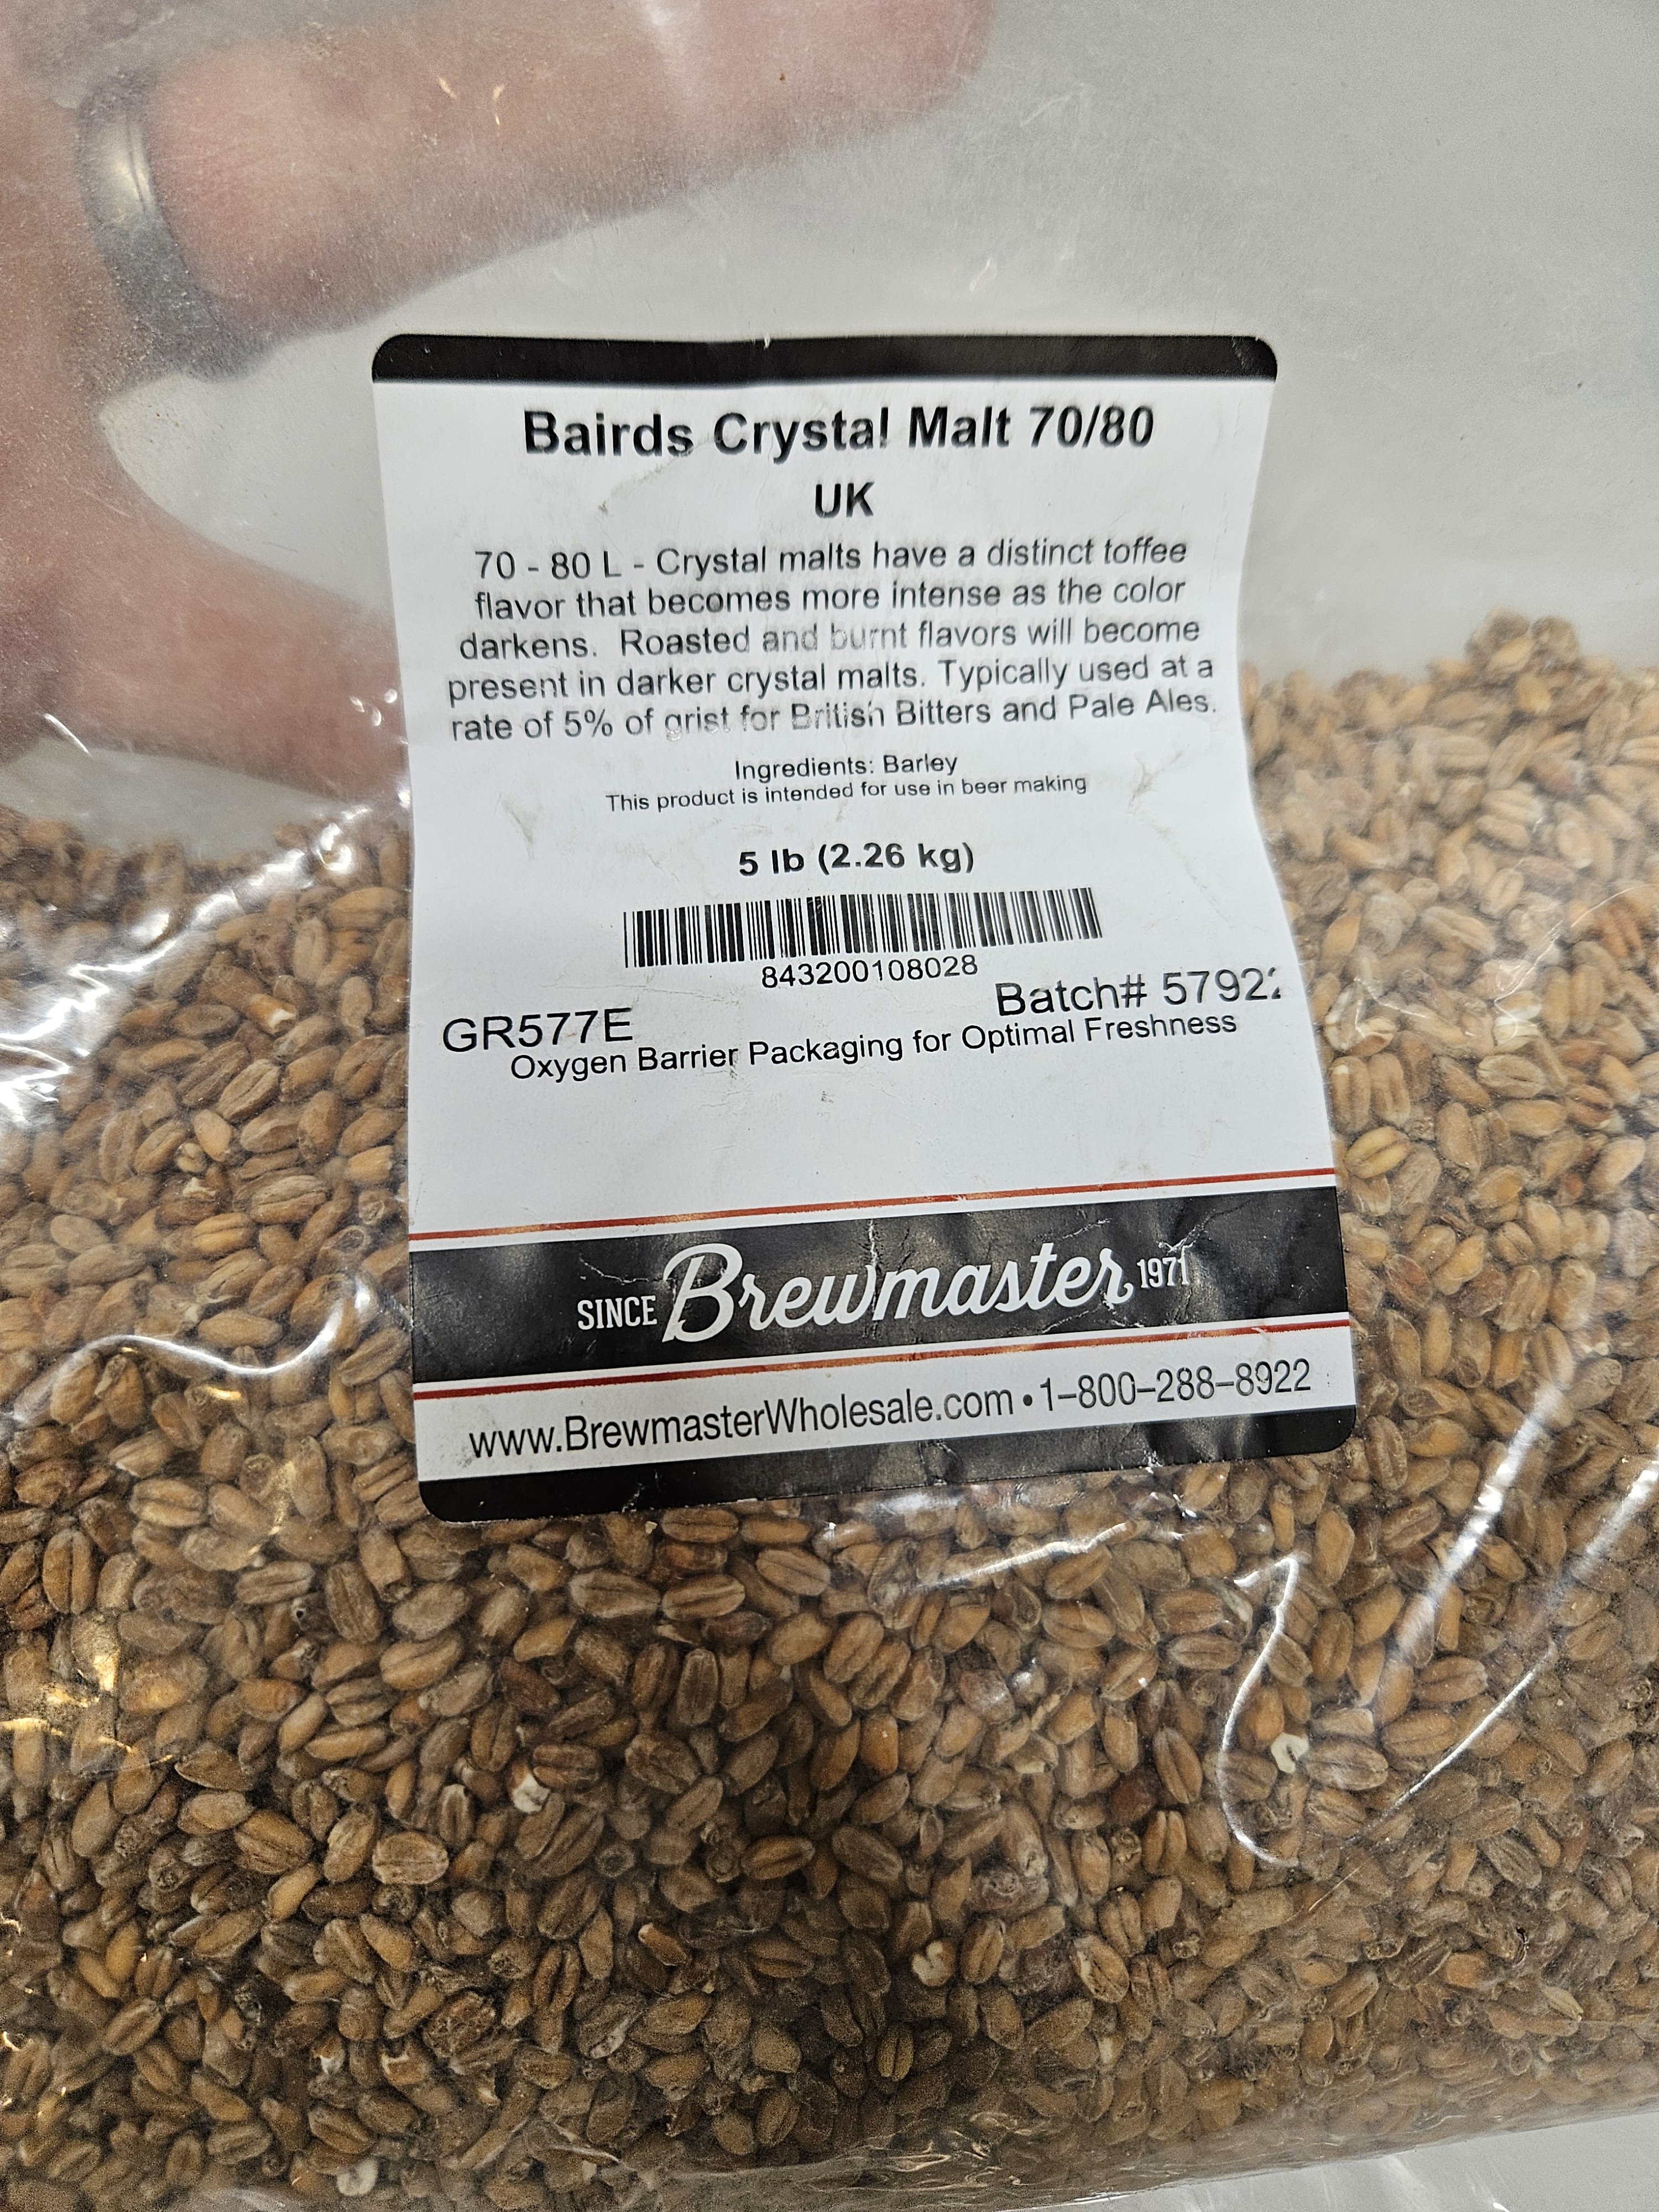 Bairds Crystal Malt 70/80
UK
70 - 80 L - Crystal malts have a distinct toffee
flavor that becomes more intense as the color
darkens. Roasted and burnt flavors will become
present in darker crystal malts. Typically used at a
rate of 5% of grist for British Bitters and Pale Ales.
Ingredients: Barley
This product is intended for use in beer making
5 lb (2.26 kg)
843200108028
GR577E
Batch# 5792
Oxygen Barrier Packaging for Optimal Freshness
SINCE Brewmaster 1971
www.BrewmasterWholesale.com • 1-800-288-8922